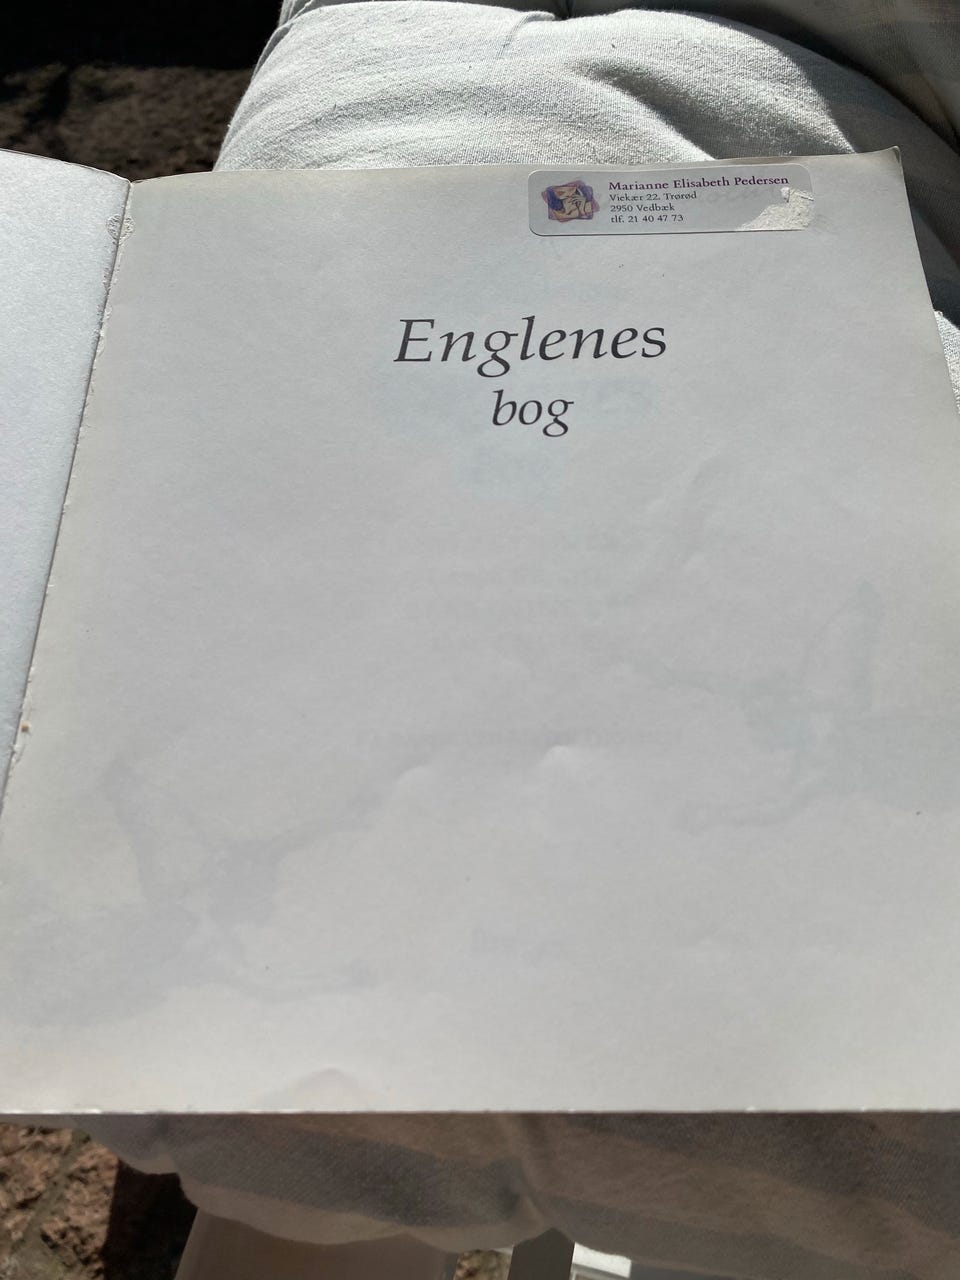 Marianne Elisabeth Pedersen
Viekær 22. Trørød
2950 Vedbæk
tlf. 21 40 47 73
Englenes
bog